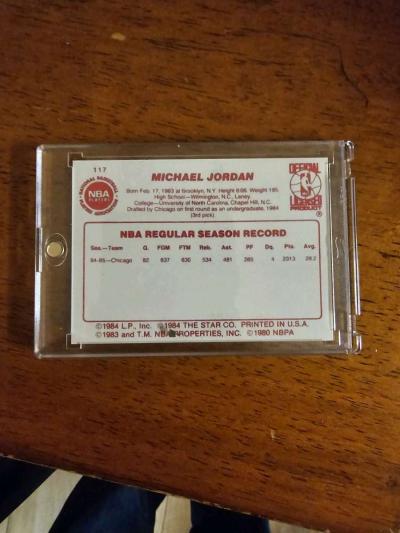 117
MICHAEL JORDAN
Born Feb. 17, 1963 at Brooklyn, N.Y. Height 6:06. Weight 195.
High School—Wilmington, N.C., Laney
College—University of North Carolina, Chapel Hill, N.C.
Drafted by Chicago on first round as an undergraduate, 1984
(3rd pick)
NATIONAL BASKETBALL
NBA
PLAYERS
OFFICIAL
LICENSED
PRODUCT
®
NBA REGULAR SEASON RECORD
Sea.—Team G. FGM FTM Reb. Ast. PF Dq. Pts. Avg.
84-85—Chicago 82 837 630 534 481 285 4 2313 28.2
©1984 L.P., Inc. ©1984 THE STAR CO. PRINTED IN U.S.A.
©1983 and T.M. NBA PROPERTIES, INC. ©1980 NBPA